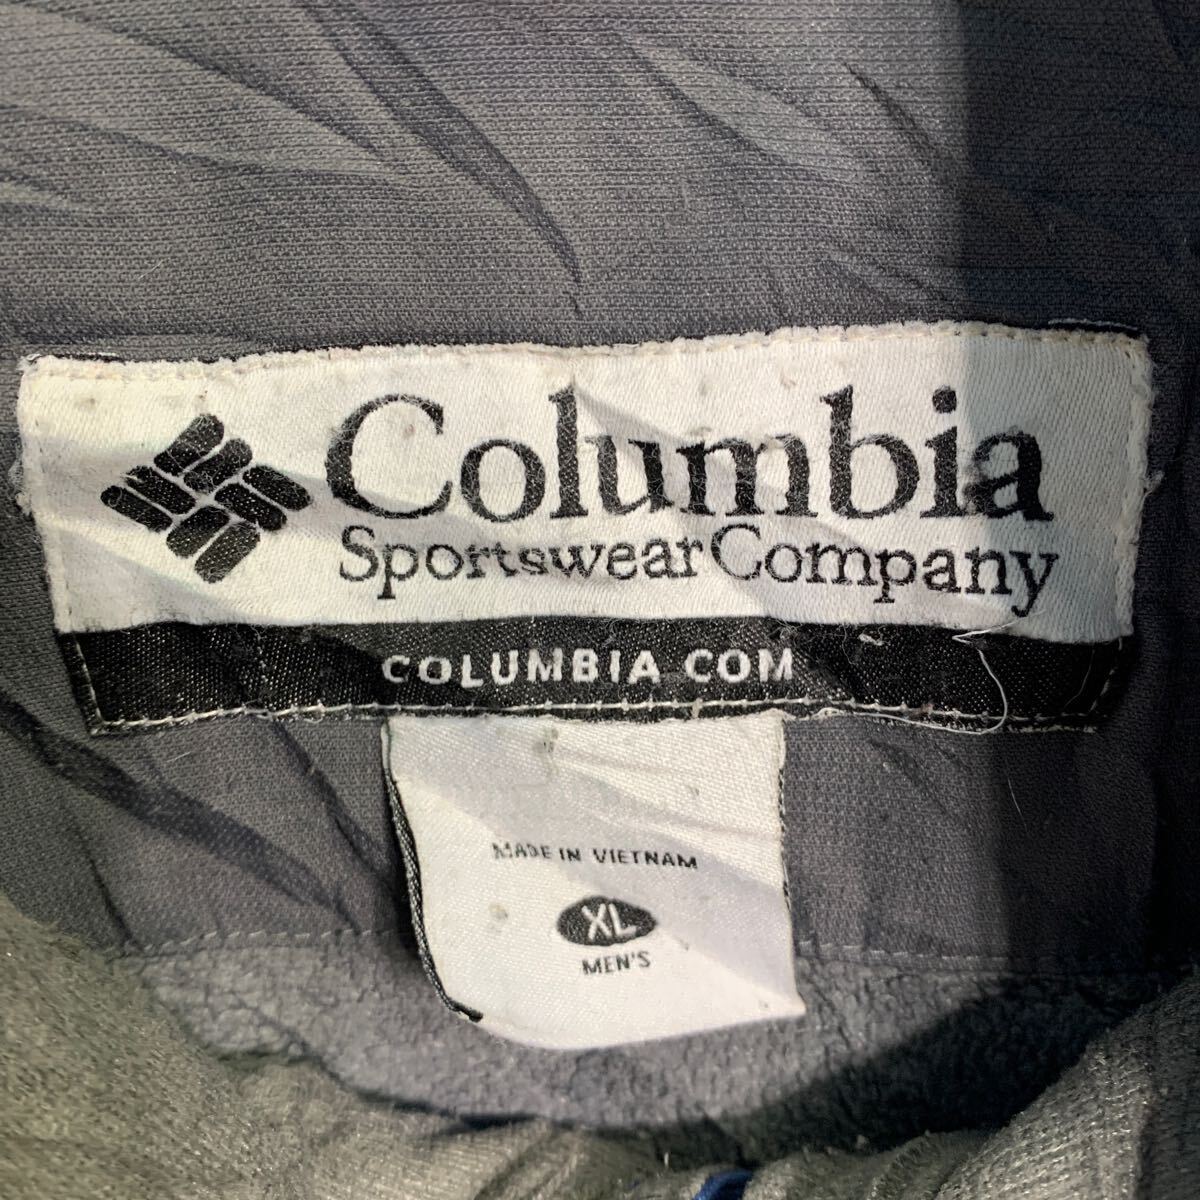 Columbia
Sportswear Company
COLUMBIA COM
MADE IN VIETNAM
XL
MEN'S